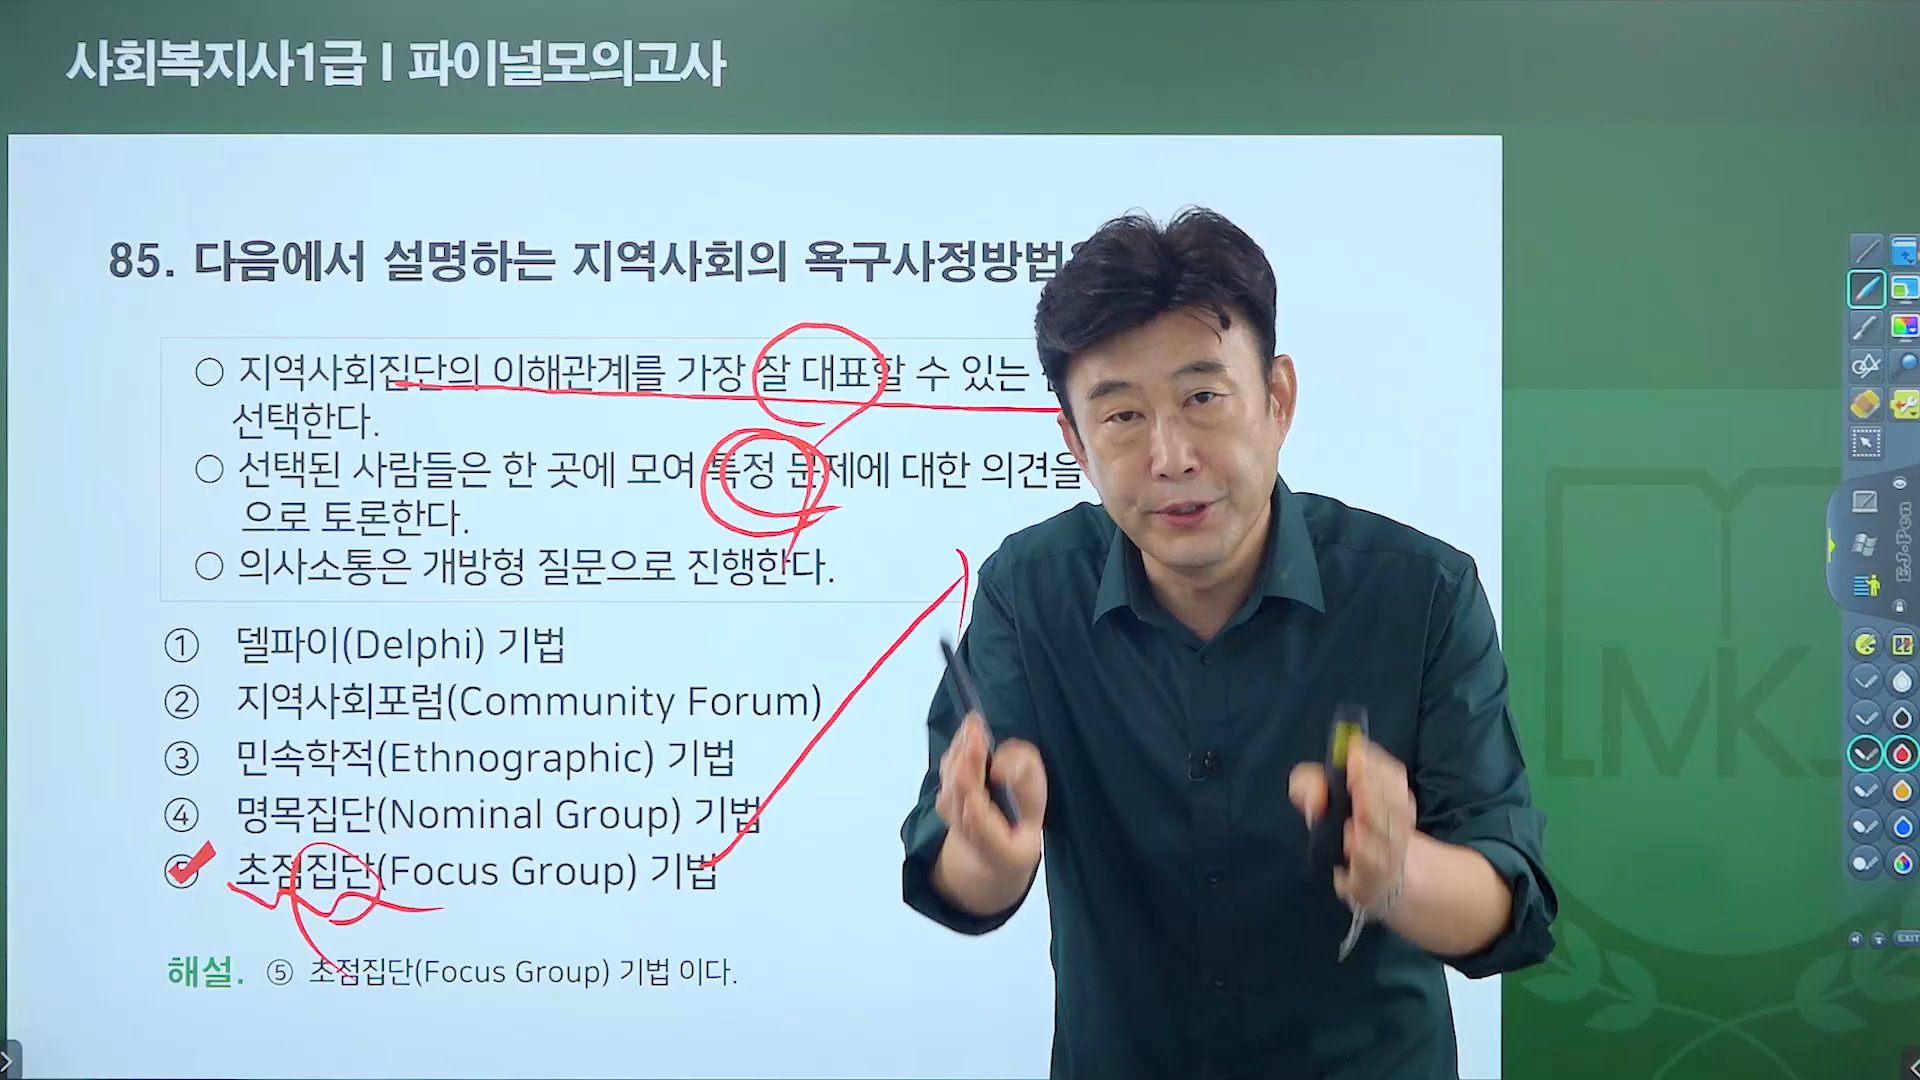 사회복지사1급 I 파이널모의고사
85. 다음에서 설명하는 지역사회의 욕구사정방법
○ 지역사회집단의 이해관계를 가장 잘 대표할 수 있는
선택한다.
○ 선택된 사람들은 한 곳에 모여 특정 문제에 대한 의견을
으로 토론한다.
○ 의사소통은 개방형 질문으로 진행한다.
① 델파이(Delphi) 기법
② 지역사회포럼(Community Forum)
③ 민속학적(Ethnographic) 기법
④ 명목집단(Nominal Group) 기법
⑤ 초점집단(Focus Group) 기법
해설. ⑤ 초점집단(Focus Group) 기법 이다.
MK
EJ-Pen
EXIT